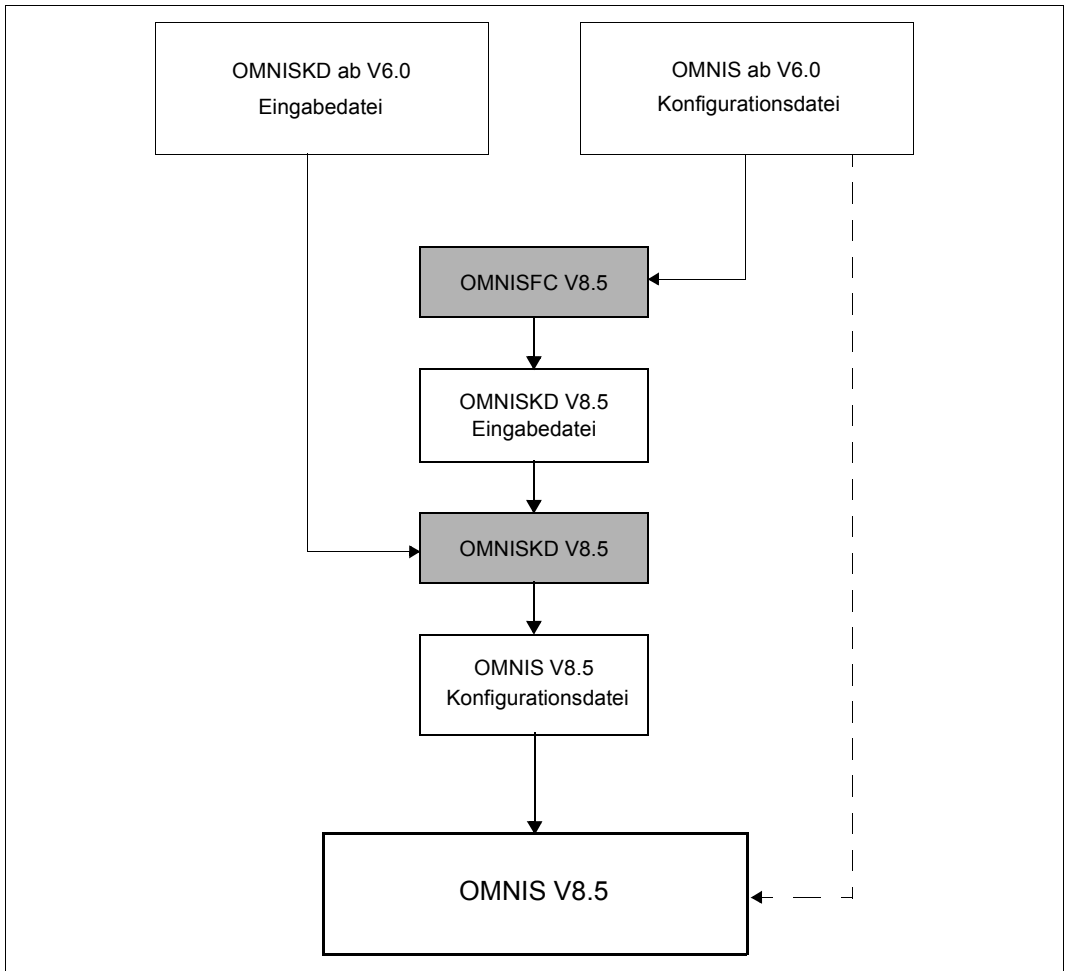 OMNISKD ab V6.0
Eingabedatei
OMNIS ab V6.0
Konfigurationsdatei
OMNISFC V8.5
OMNISKD V8.5
Eingabedatei
OMNISKD V8.5
OMNIS V8.5
Konfigurationsdatei
OMNIS V8.5